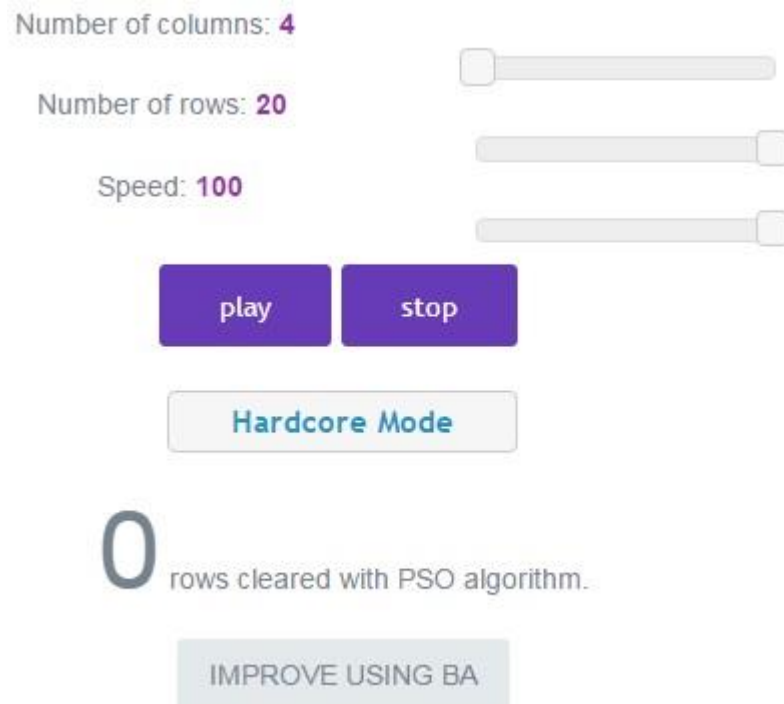 Number of columns: 4
Number of rows: 20
Speed: 100
play stop
Hardcore Mode
0 rows cleared with PSO algorithm.
IMPROVE USING BA